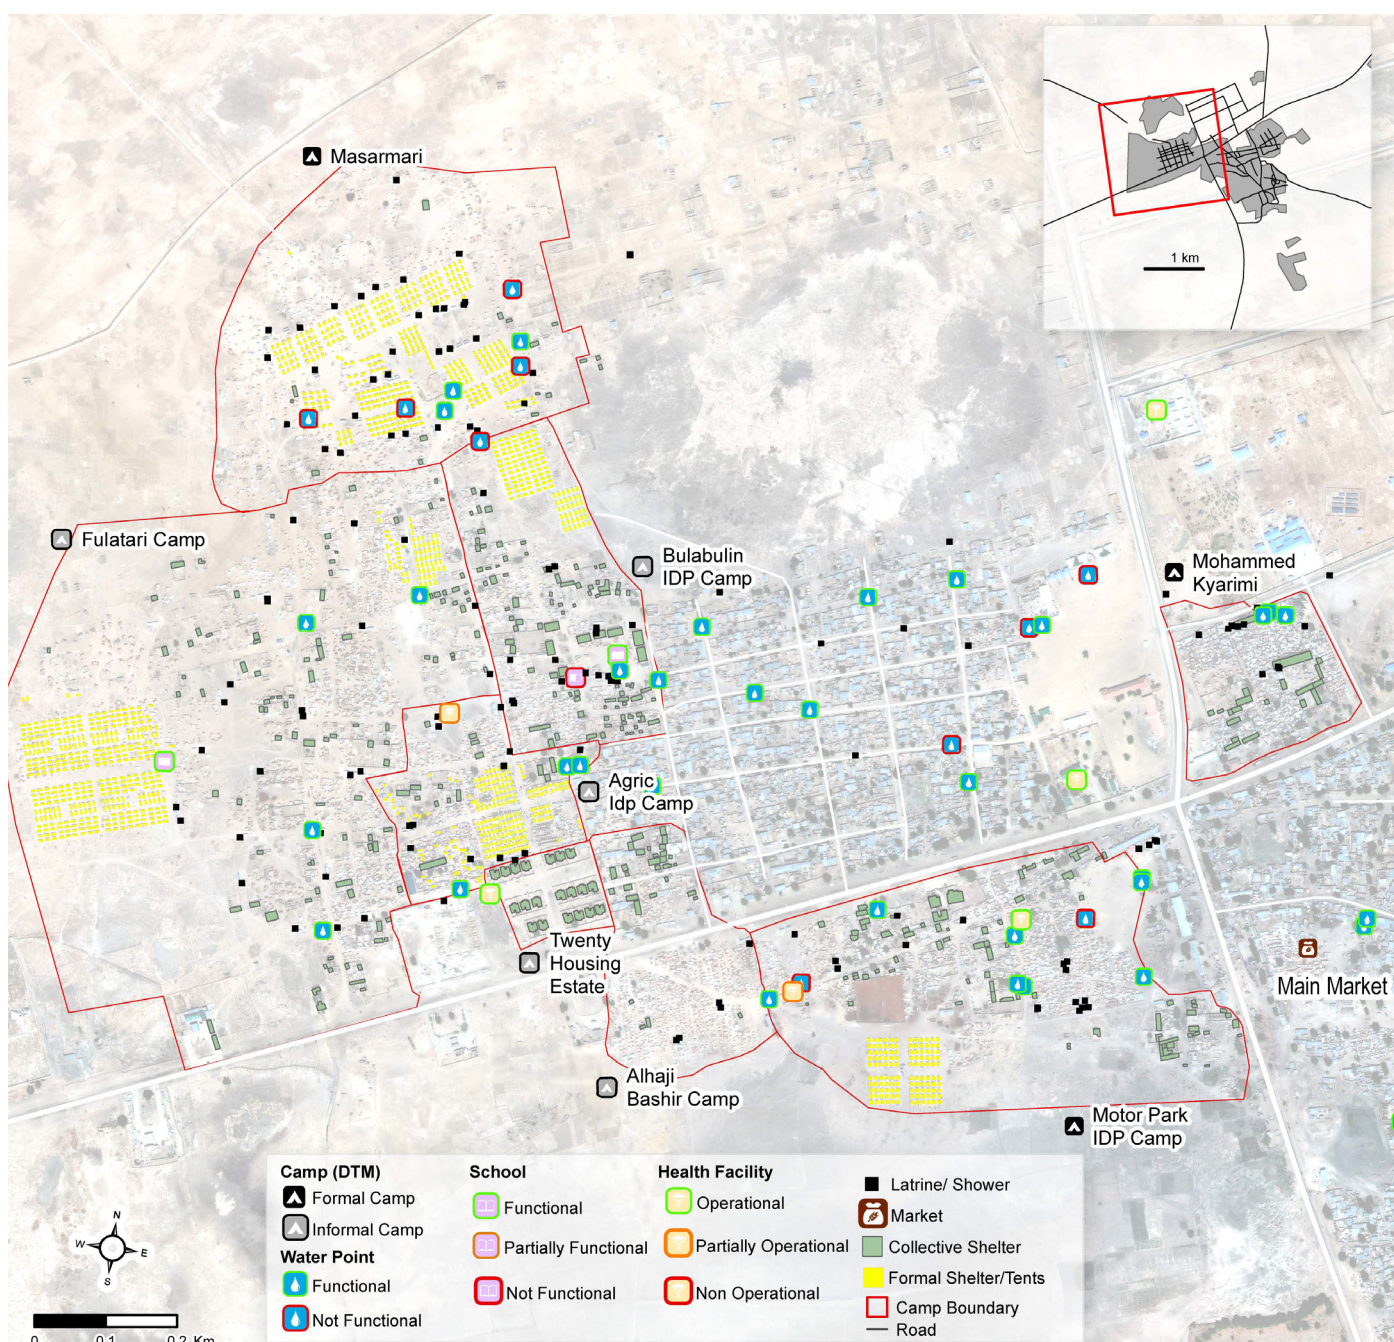 1 km
Masarmari
Fulatari Camp
Bulabulin
IDP Camp
Mohammed
Kyarimi
Agric
Idp Camp
Twenty
Housing
Estate
Main Market
Alhaji
Bashir Camp
Motor Park
IDP Camp
Camp (DTM)
Formal Camp
Informal Camp
Water Point
Functional
Not Functional
School
Functional
Partially Functional
Not Functional
Health Facility
Operational
Partially Operational
Non Operational
Latrine/ Shower
Market
Collective Shelter
Formal Shelter/Tents
Camp Boundary
Road
N
W
E
S
0 0.1 0.2 Km